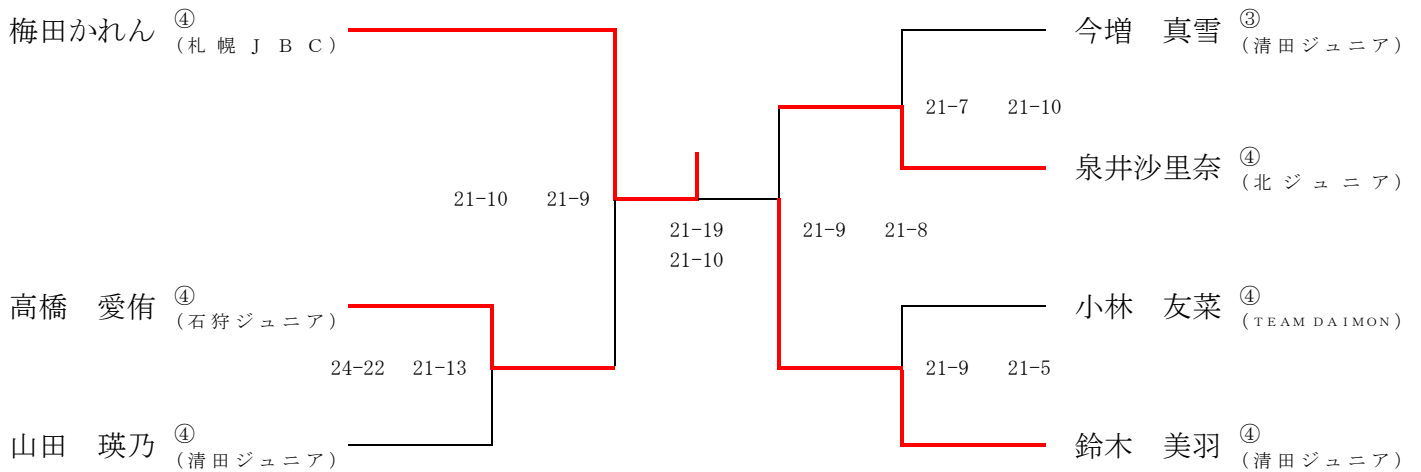 梅田かれん ④
(札幌JBC)
21-10 21-9
高橋 愛侑 ④
(石狩ジュニア)
24-22 21-13
山田 瑛乃 ④
(清田ジュニア)
21-19
21-10
今増 真雪 ③
(清田ジュニア)
21-7 21-10
泉井沙里奈 ④
(北ジュニア)
21-9 21-8
小林 友菜 ④
(TEAM DAIMON)
21-9 21-5
鈴木 美羽 ④
(清田ジュニア)